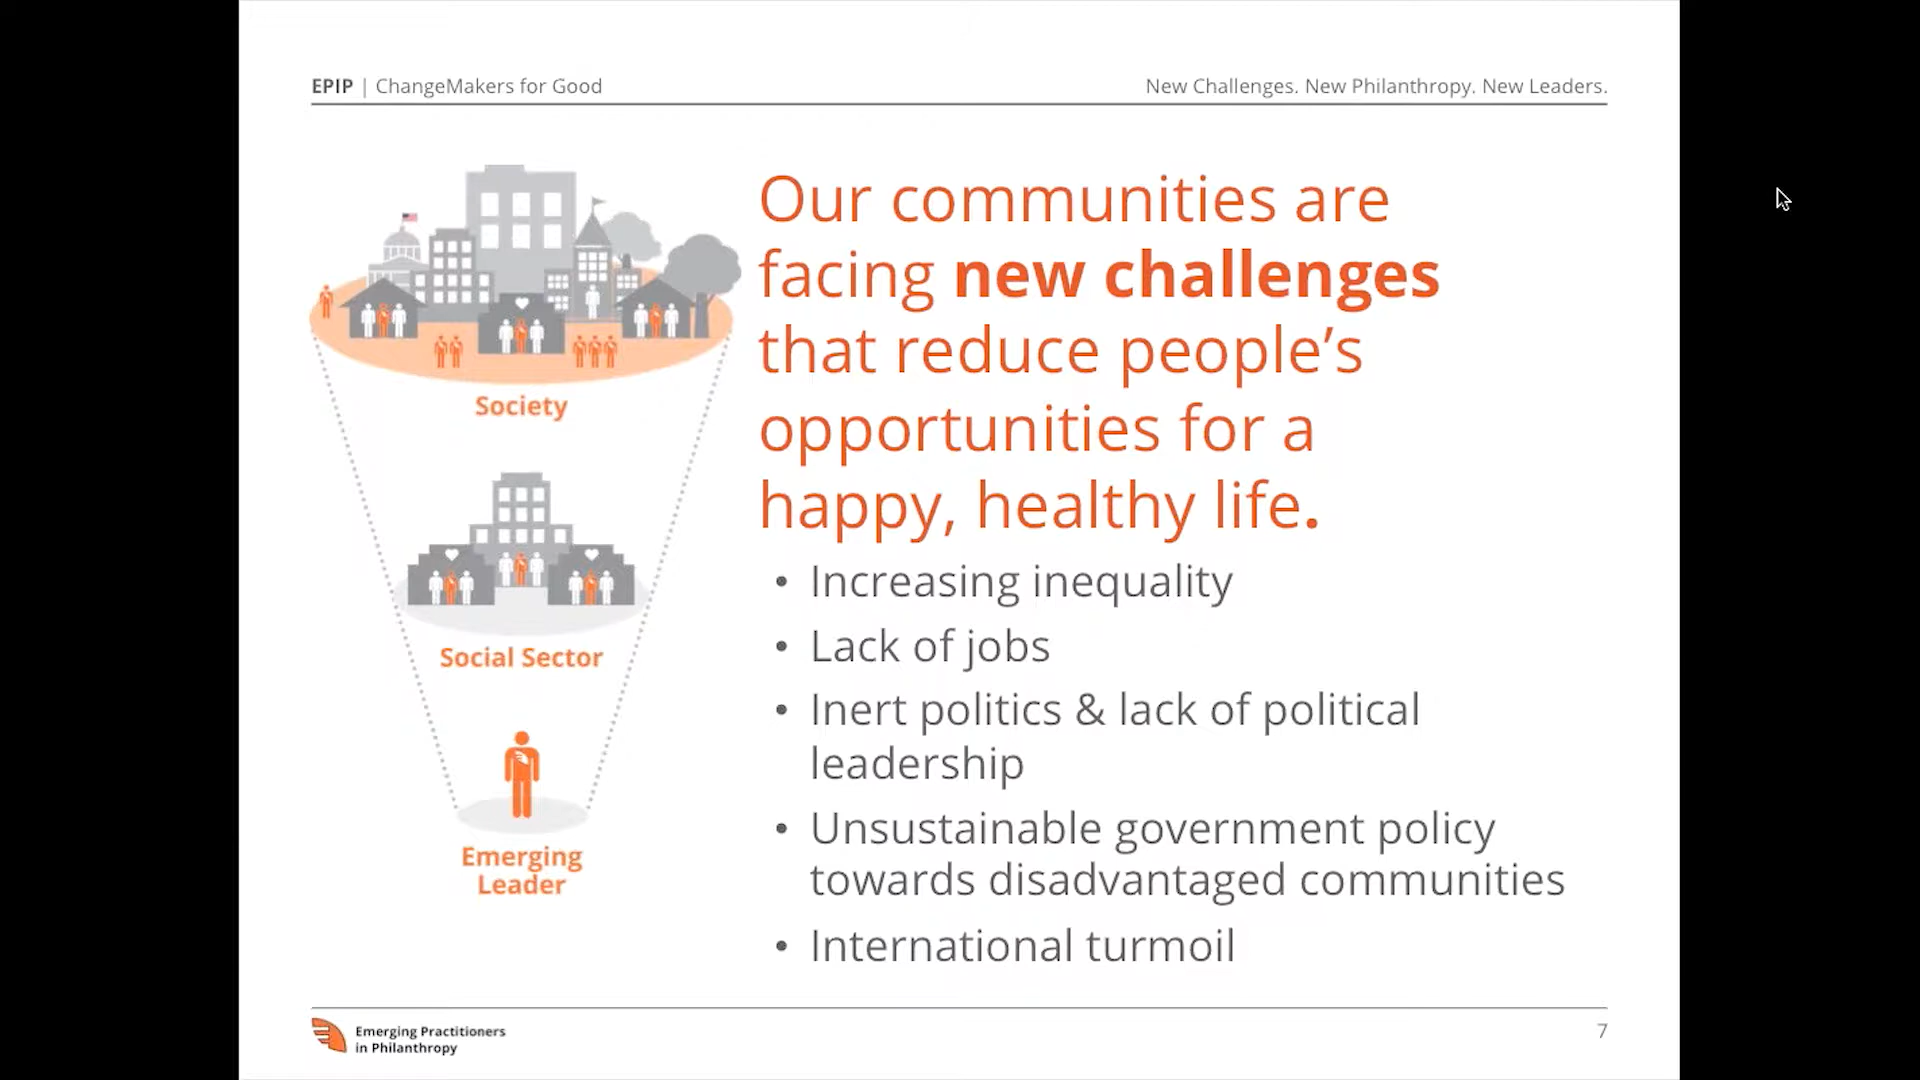 EPIP | ChangeMakers for Good
New Challenges. New Philanthropy. New Leaders.
Our communities are
facing new challenges
that reduce people’s
opportunities for a
happy, healthy life.
• Increasing inequality
• Lack of jobs
• Inert politics & lack of political
leadership
• Unsustainable government policy
towards disadvantaged communities
• International turmoil
Society
Social Sector
Emerging
Leader
Emerging Practitioners
in Philanthropy
7